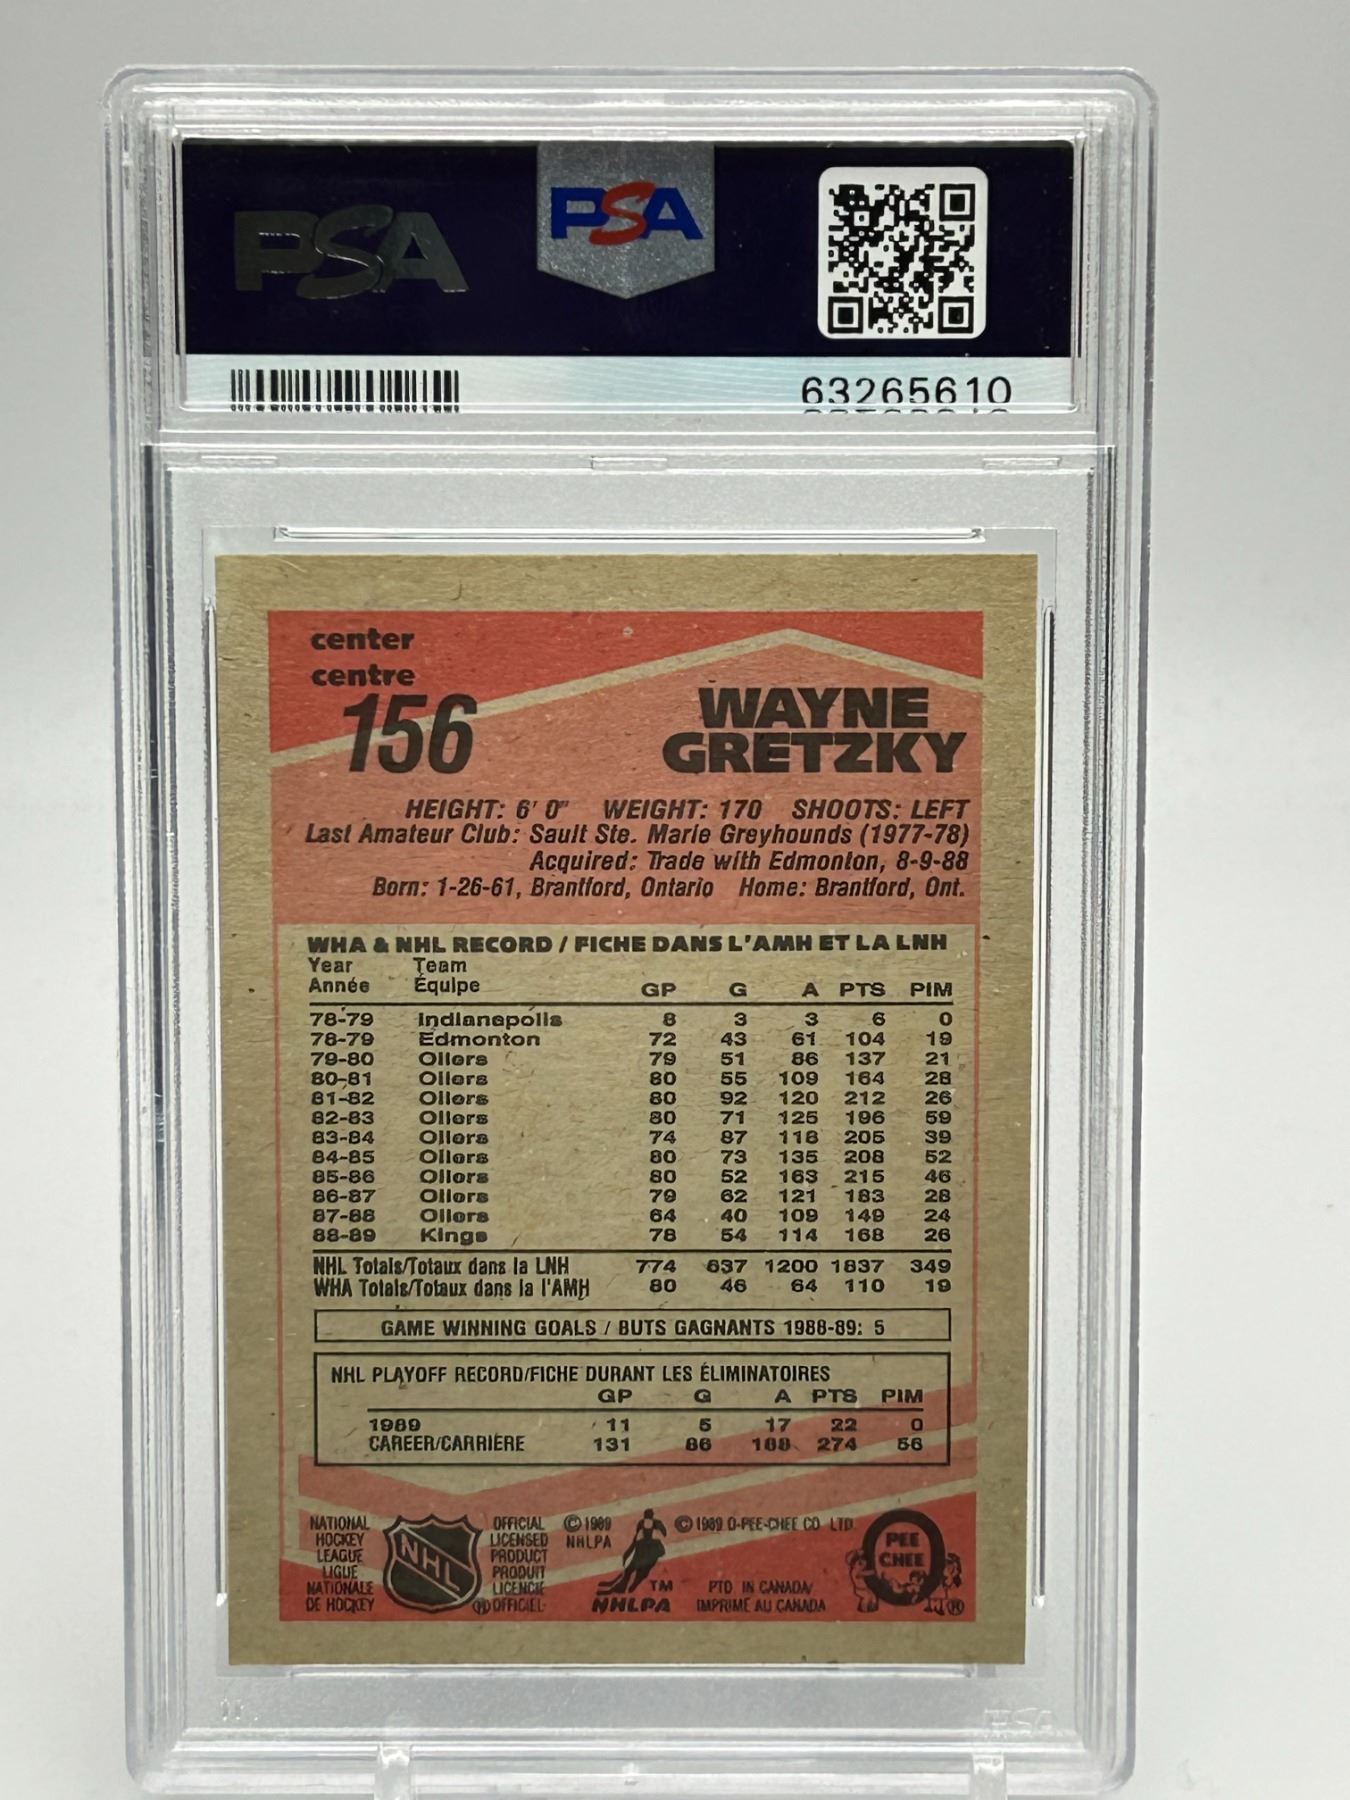 PSA
PSA
63265610
center
centre
156
WAYNE
GRETZKY
HEIGHT: 6' 0" WEIGHT: 170 SHOOTS: LEFT
Last Amateur Club: Sault Ste. Marie Greyhounds (1977-78)
Acquired: Trade with Edmonton, 8-9-88
Born: 1-26-61, Brantford, Ontario Home: Brantford, Ont.
WHA & NHL RECORD / FICHE DANS L'AMH ET LA LNH
Year Team
Année Équipe GP G A PTS PIM
78-79 Indianapolis 8 3 3 6 0
78-79 Edmonton 72 43 61 104 19
79-80 Oilers 79 51 86 137 21
80-81 Oilers 80 55 109 164 28
81-82 Oilers 80 92 120 212 26
82-83 Oilers 80 71 125 196 59
83-84 Oilers 74 87 118 205 39
84-85 Oilers 80 73 135 208 52
85-86 Oilers 80 52 163 215 46
86-87 Oilers 79 62 121 183 28
87-88 Oilers 64 40 109 149 24
88-89 Kings 78 54 114 168 26
NHL Totals/Totaux dans la LNH 774 637 1200 1837 349
WHA Totals/Totaux dans la l'AMH 80 46 64 110 19
GAME WINNING GOALS / BUTS GAGNANTS 1988-89: 5
NHL PLAYOFF RECORD/FICHE DURANT LES ÉLIMINATOIRES
GP G A PTS PIM
1989 11 5 17 22 0
CAREER/CARRIÈRE 131 86 188 274 56
NATIONAL
HOCKEY
LEAGUE
LIGUE
NATIONALE
DE HOCKEY
NHL
OFFICIAL
LICENSED
PRODUCT
PRODUIT
LICENCIE
® OFFICIEL
© 1989
NHLPA
TM
NHLPA
© 1989 O-PEE-CHEE CO. LTD.
PTD. IN CANADA/
IMPRIMÉ AU CANADA
PEE
CHEE
®
PSA